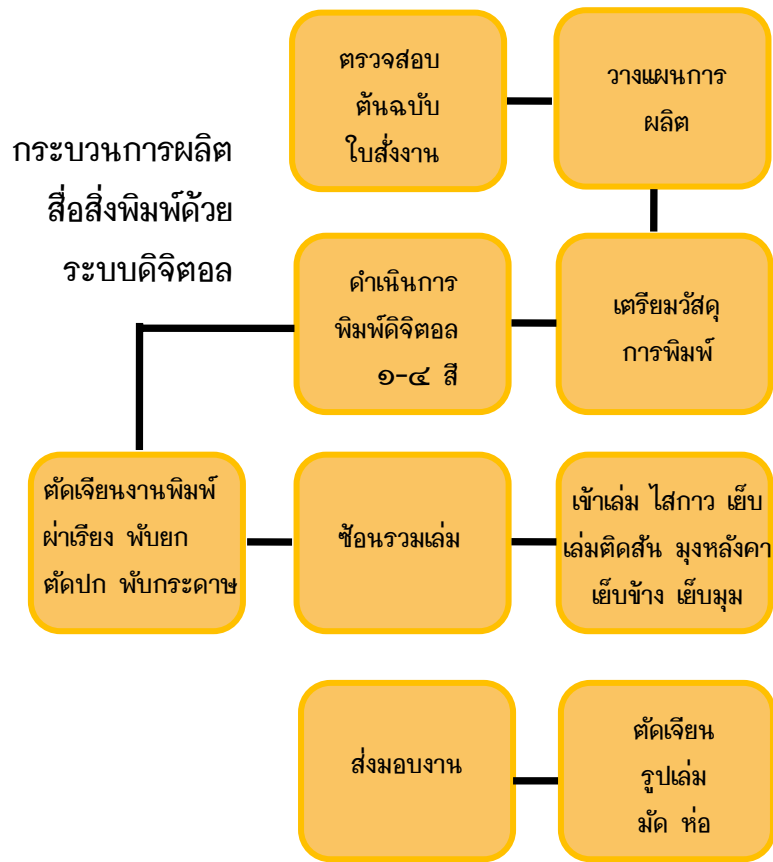 กระบวนการผลิต
สื่อสิ่งพิมพ์ด้วย
ระบบดิจิตอล
ตรวจสอบ
ต้นฉบับ
ใบสั่งงาน
วางแผนการ
ผลิต
เตรียมวัสดุ
การพิมพ์
ดำเนินการ
พิมพ์ดิจิตอล
๑-๔ สี
ตัดเจียนงานพิมพ์
ผ่าเรียง พับยก
ตัดปก พับกระดาษ
ซ้อนรวมเล่ม
เข้าเล่ม ไสกาว เย็บ
เล่มติดสัน มุงหลังคา
เย็บข้าง เย็บมุม
ตัดเจียน
รูปเล่ม
มัด ห่อ
ส่งมอบงาน